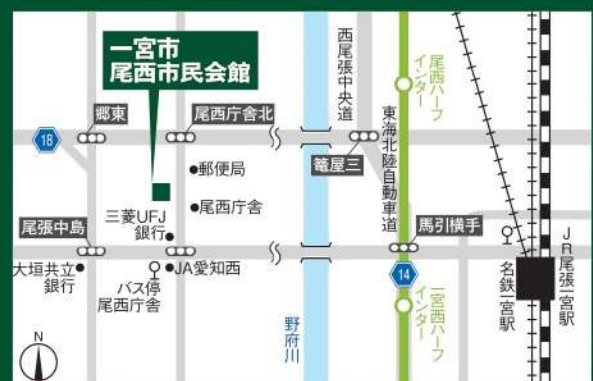 一宮市
尾西市民会館
郷東
尾西庁舎北
西尾張中央道
尾西ハーフ
インター
18
郵便局
篭屋三
東海北陸自動車道
尾西庁舎
三菱UFJ
銀行
尾張中島
馬引横手
大垣共立
銀行
バス停
尾西庁舎
JA愛知西
14
名鉄一宮駅
JR尾張一宮駅
野府川
一宮西ハーフ
インター
N